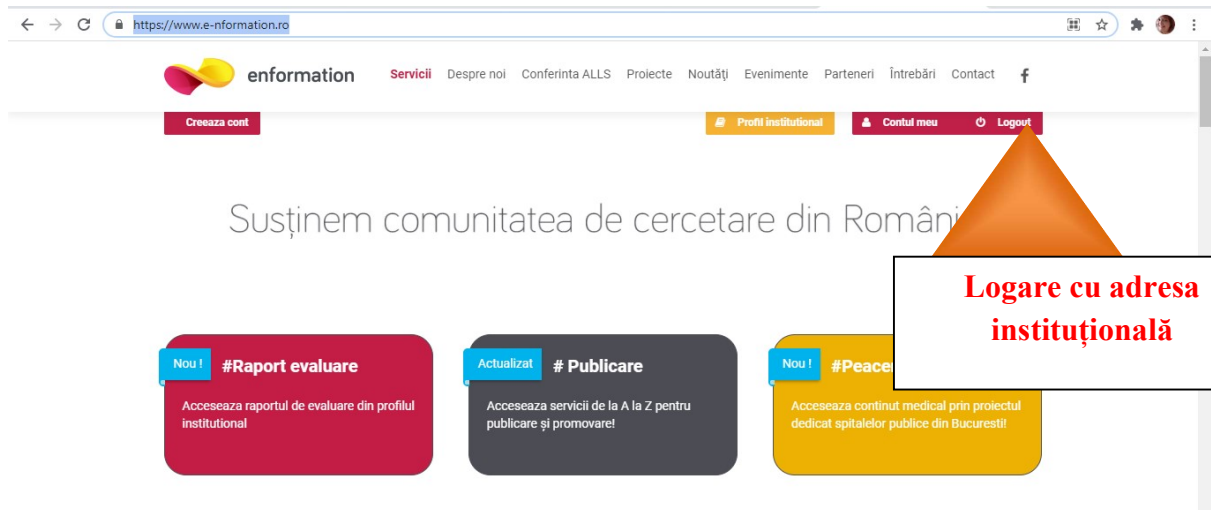 https://www.e-nformation.ro
enformation
Servicii Despre noi Conferinta ALLS Proiecte Noutăți Evenimente Parteneri Întrebări Contact
Creeaza cont Profil institutional Contul meu Logout
Susținem comunitatea de cercetare din Români
Logare cu adresa
instituțonală
Nou ! #Raport evaluare
Acceseaza raportul de evaluare din profilul
institutional
Actualizat # Publicare
Acceseaza servicii de la A la Z pentru
publicare și promovare!
Nou !
Acceseaza continut medical prin proiectul
dedicat spitalelor publice din Bucuresti!